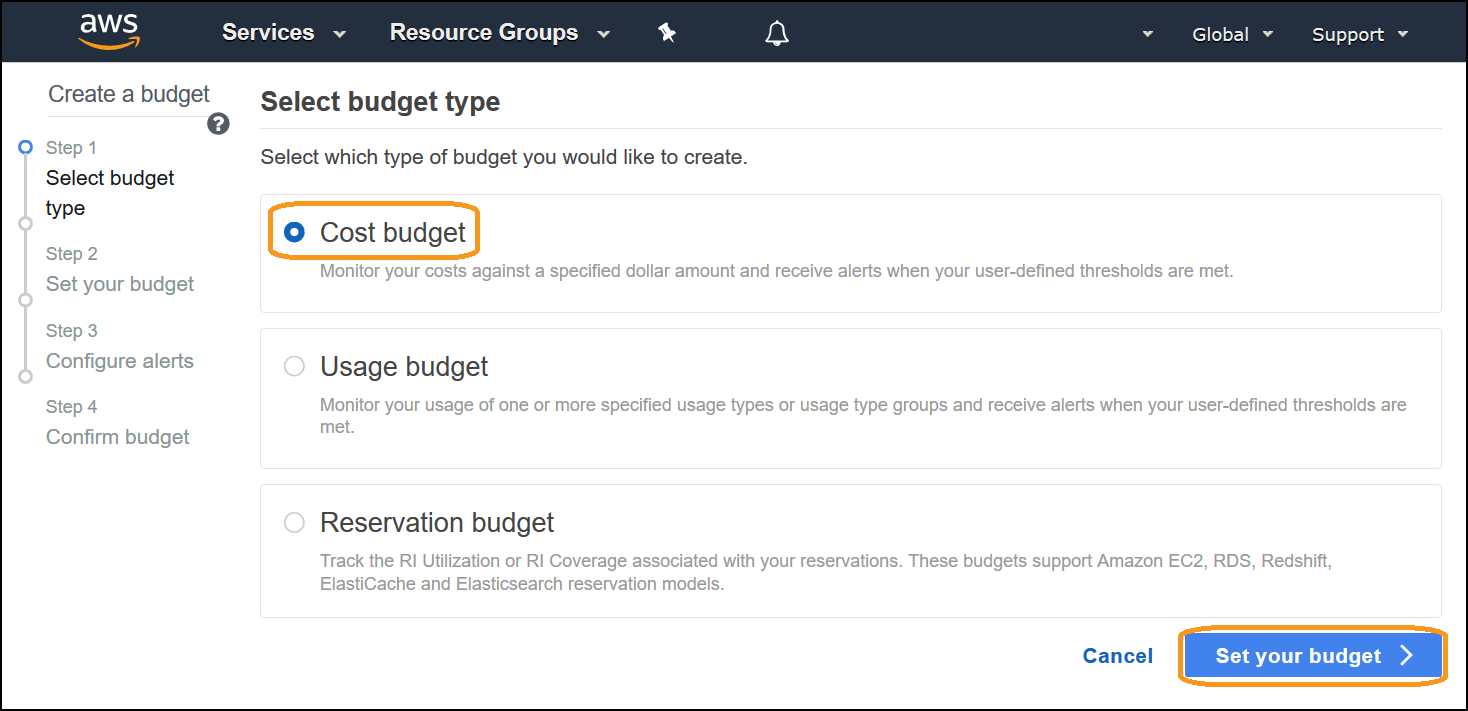 aws
Services
Resource Groups
Global
Support
Create a budget
?
Step 1
Select budget
type
Step 2
Set your budget
Step 3
Configure alerts
Step 4
Confirm budget
Select budget type
Select which type of budget you would like to create.
Cost budget
Monitor your costs against a specified dollar amount and receive alerts when your user-defined thresholds are met.
Usage budget
Monitor your usage of one or more specified usage types or usage type groups and receive alerts when your user-defined thresholds are
met.
Reservation budget
Track the RI Utilization or RI Coverage associated with your reservations. These budgets support Amazon EC2, RDS, Redshift,
ElastiCache and Elasticsearch reservation models.
Cancel
Set your budget